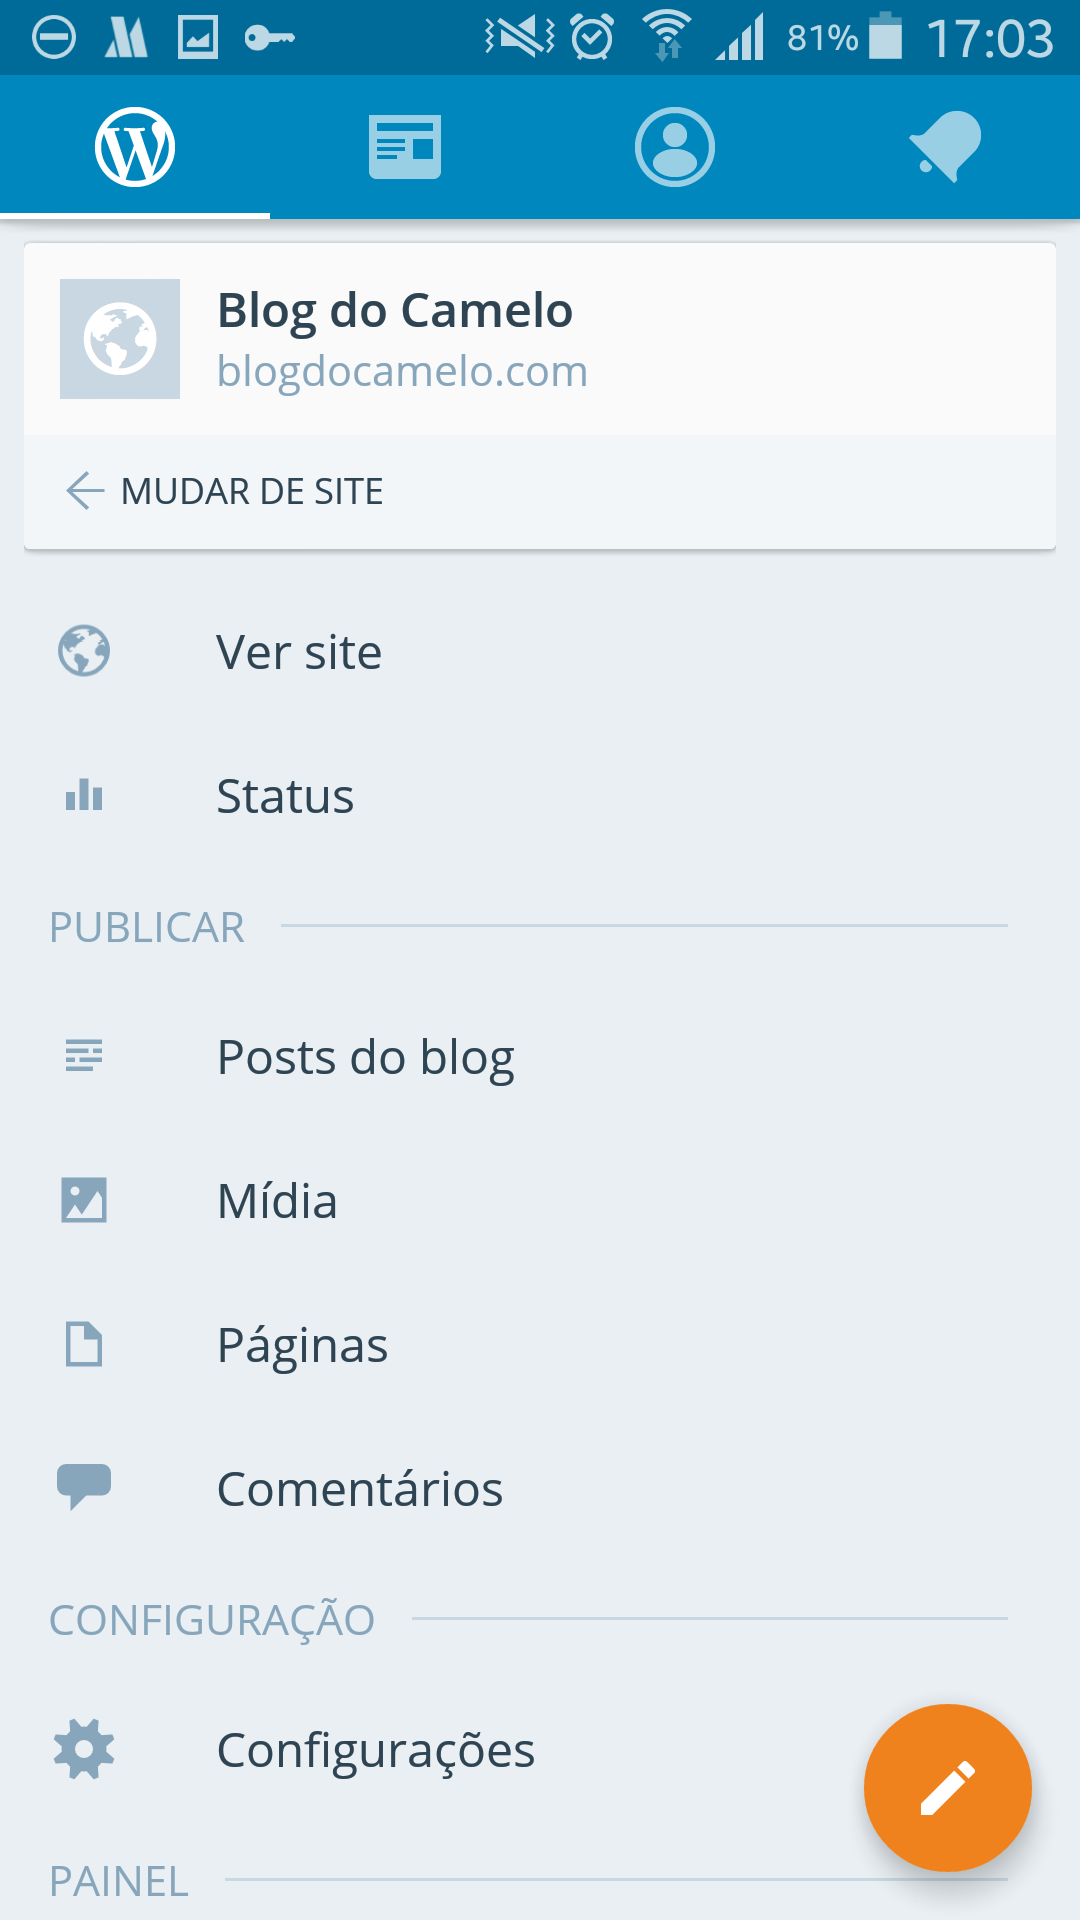 81% 17:03
Blog do Camelo
blogdocamelo.com
MUDAR DE SITE
Ver site
Status
PUBLICAR
Posts do blog
Mídia
Páginas
Comentários
CONFIGURAÇÃO
Configurações
PAINEL